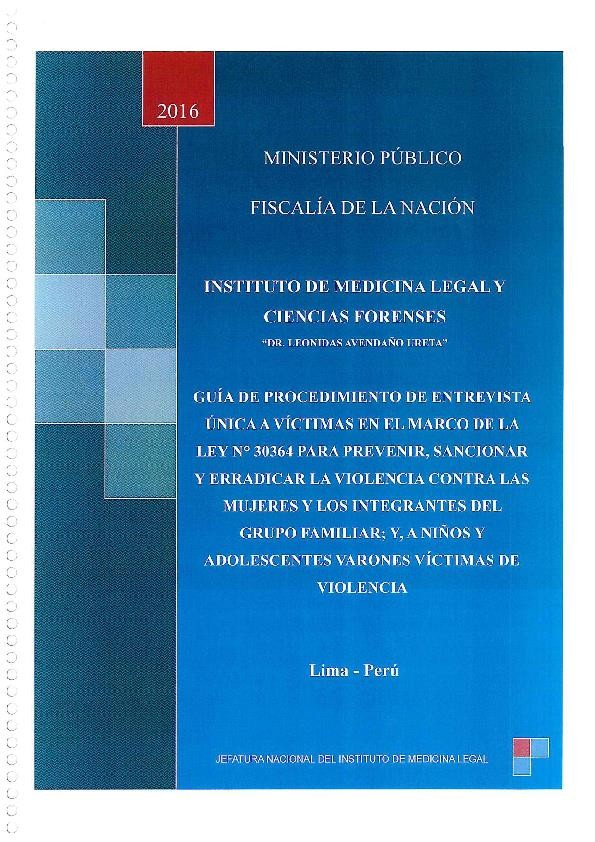 2016
MINISTERIO PÚBLICO
FISCALÍA DE LA NACIÓN
INSTITUTO DE MEDICINA LEGAL Y
CIENCIAS FORENSES
“DR. LEONIDAS AVENDAÑO URETA”
GUÍA DE PROCEDIMIENTO DE ENTREVISTA
ÚNICA A VÍCTIMAS EN EL MARCO DE LA
LEY N° 30364 PARA PREVENIR, SANCIONAR
Y ERRADICAR LA VIOLENCIA CONTRA LAS
MUJERES Y LOS INTEGRANTES DEL
GRUPO FAMILIAR; Y, A NIÑOS Y
ADOLESCENTES VARONES VÍCTIMAS DE
VIOLENCIA
Lima - Perú
JEFATURA NACIONAL DEL INSTITUTO DE MEDICINA LEGAL